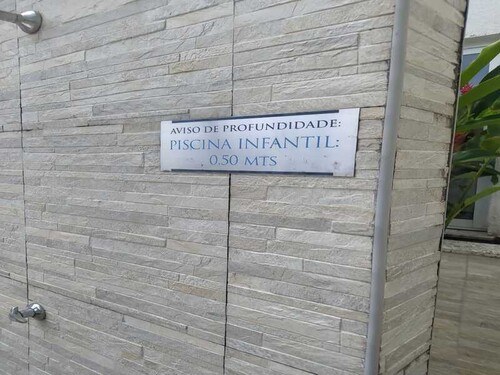 AVISO DE PROFUNDIDADE:
PISCINA INFANTIL:
0,50 MTS